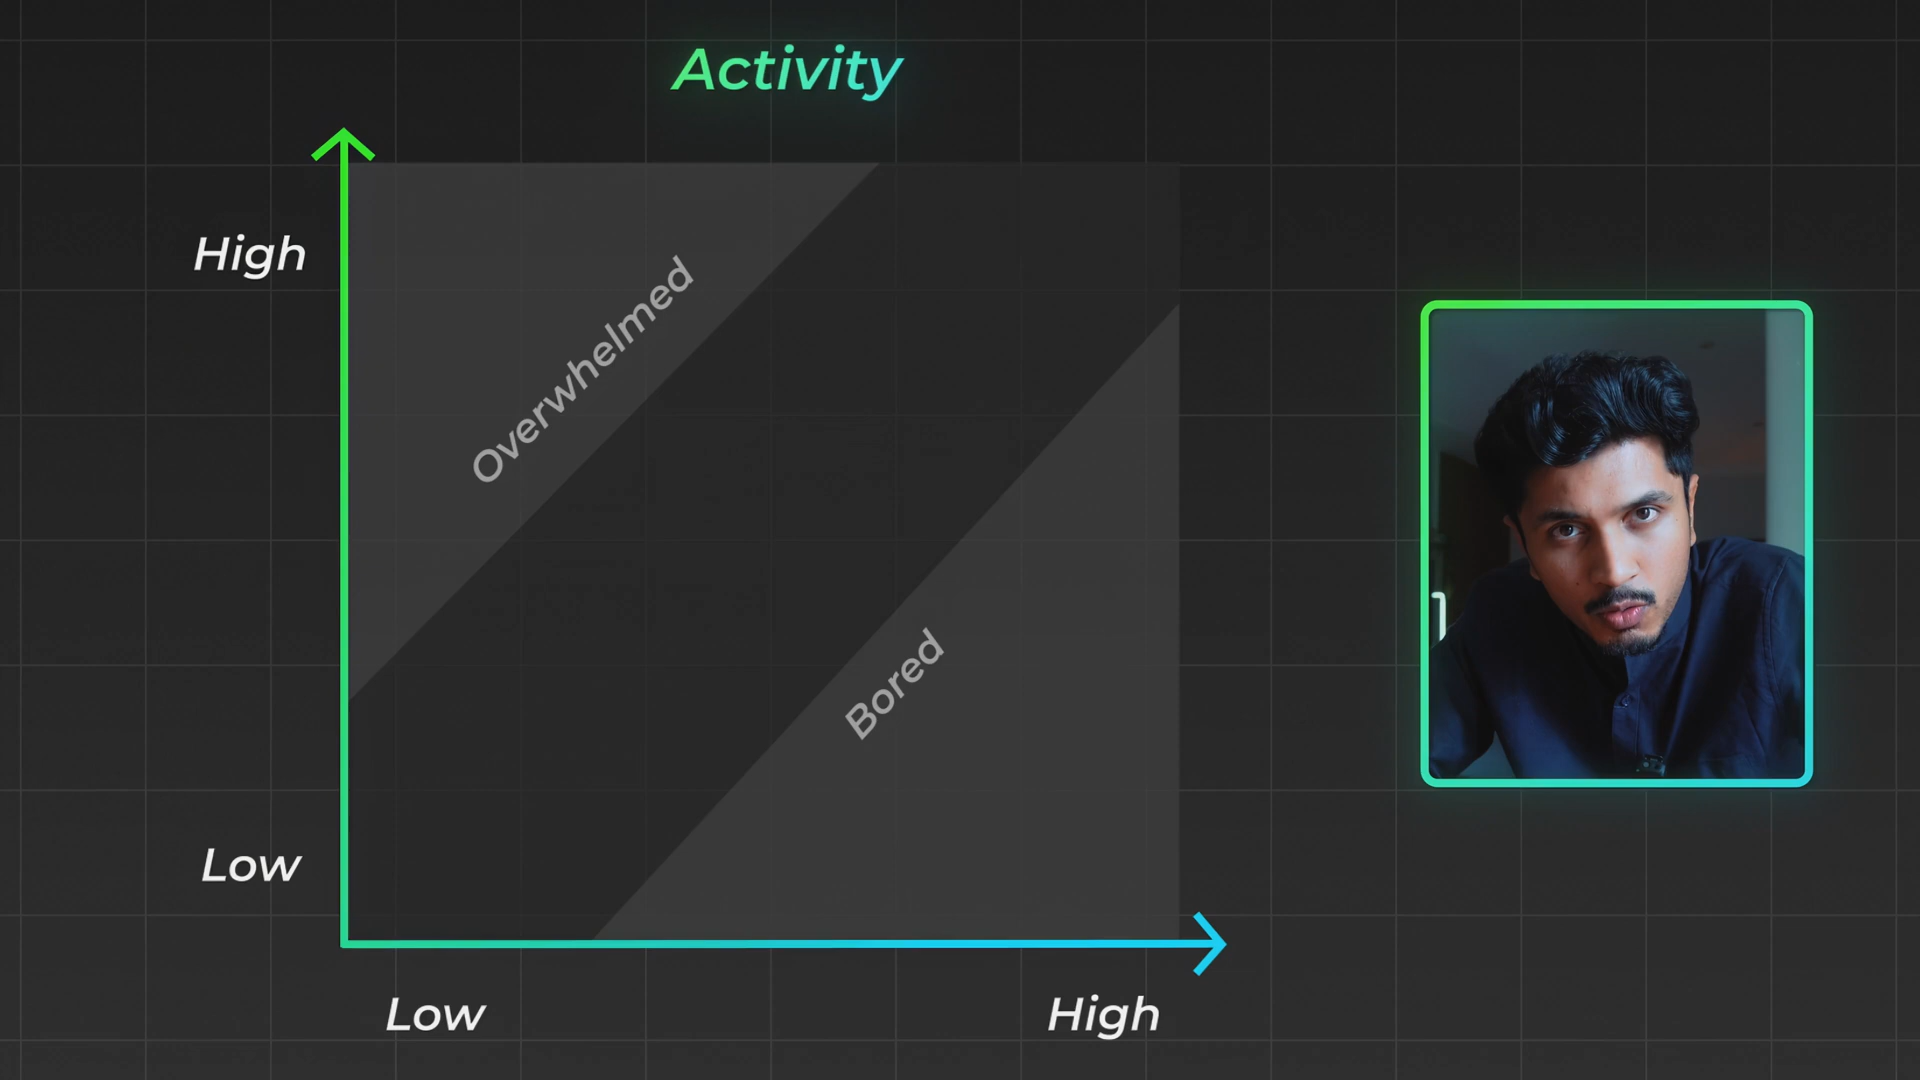 Activity
High
Overwhelmed
Bored
Low
Low
High